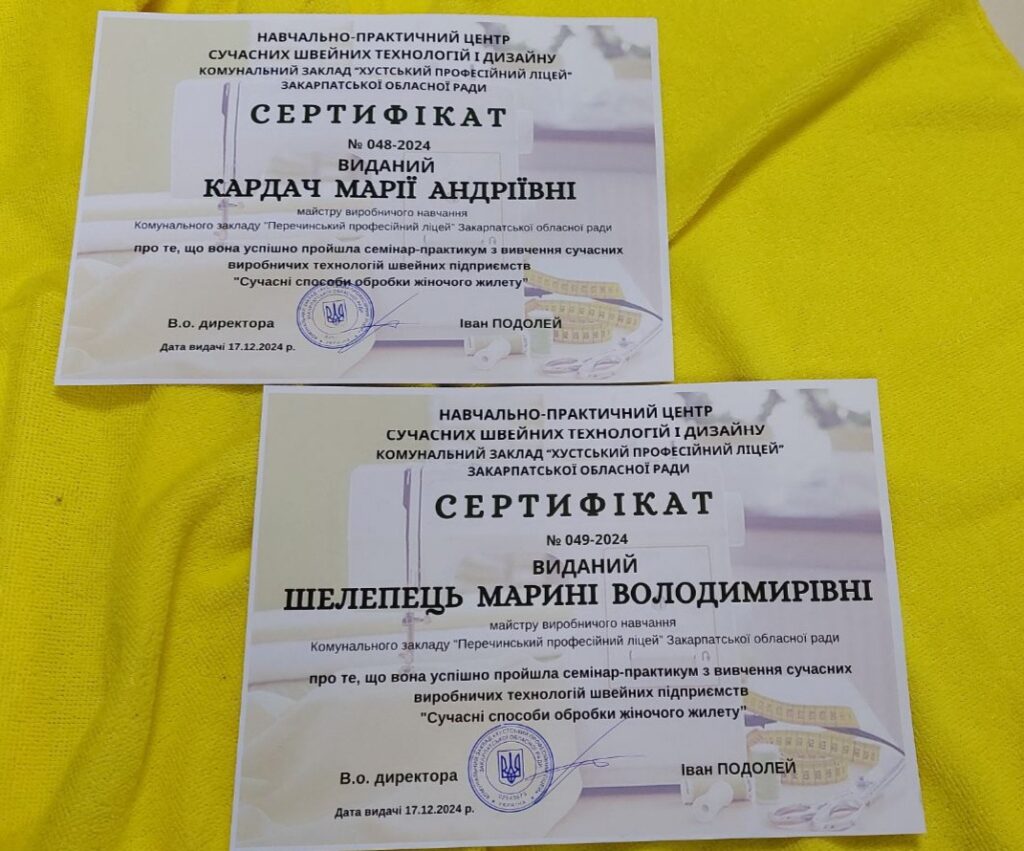 НАВЧАЛЬНО-ПРАКТИЧНИЙ ЦЕНТР
СУЧАСНИХ ШВЕЙНИХ ТЕХНОЛОГІЙ І ДИЗАЙНУ
КОМУНАЛЬНИЙ ЗАКЛАД "ХУСТСЬКИЙ ПРОФЕСІЙНИЙ ЛІЦЕЙ"
ЗАКАРПАТСЬКОЇ ОБЛАСНОЇ РАДИ
СЕРТИФІКАТ
№ 048-2024
ВИДАНИЙ
КАРДАЧ МАРІЇ АНДРІЇВНІ
майстру виробничого навчання
Комунального закладу "Перечинський професійний ліцей" Закарпатської обласної ради
про те, що вона успішно пройшла семінар-практикум з вивчення сучасних
виробничих технологій швейних підприємств
"Сучасні способи обробки жіночого жилету"
В.о. директора Іван ПОДОЛЕЙ
Дата видачі 17.12.2024 р.
НАВЧАЛЬНО-ПРАКТИЧНИЙ ЦЕНТР
СУЧАСНИХ ШВЕЙНИХ ТЕХНОЛОГІЙ І ДИЗАЙНУ
КОМУНАЛЬНИЙ ЗАКЛАД "ХУСТСЬКИЙ ПРОФЕСІЙНИЙ ЛІЦЕЙ"
ЗАКАРПАТСЬКОЇ ОБЛАСНОЇ РАДИ
СЕРТИФІКАТ
№ 049-2024
ВИДАНИЙ
ШЕЛЕПЕЦЬ МАРИНІ ВОЛОДИМИРІВНІ
майстру виробничого навчання
Комунального закладу "Перечинський професійний ліцей" Закарпатської обласної ради
про те, що вона успішно пройшла семінар-практикум з вивчення сучасних
виробничих технологій швейних підприємств
"Сучасні способи обробки жіночого жилету"
В.о. директора Іван ПОДОЛЕЙ
Дата видачі 17.12.2024 р.